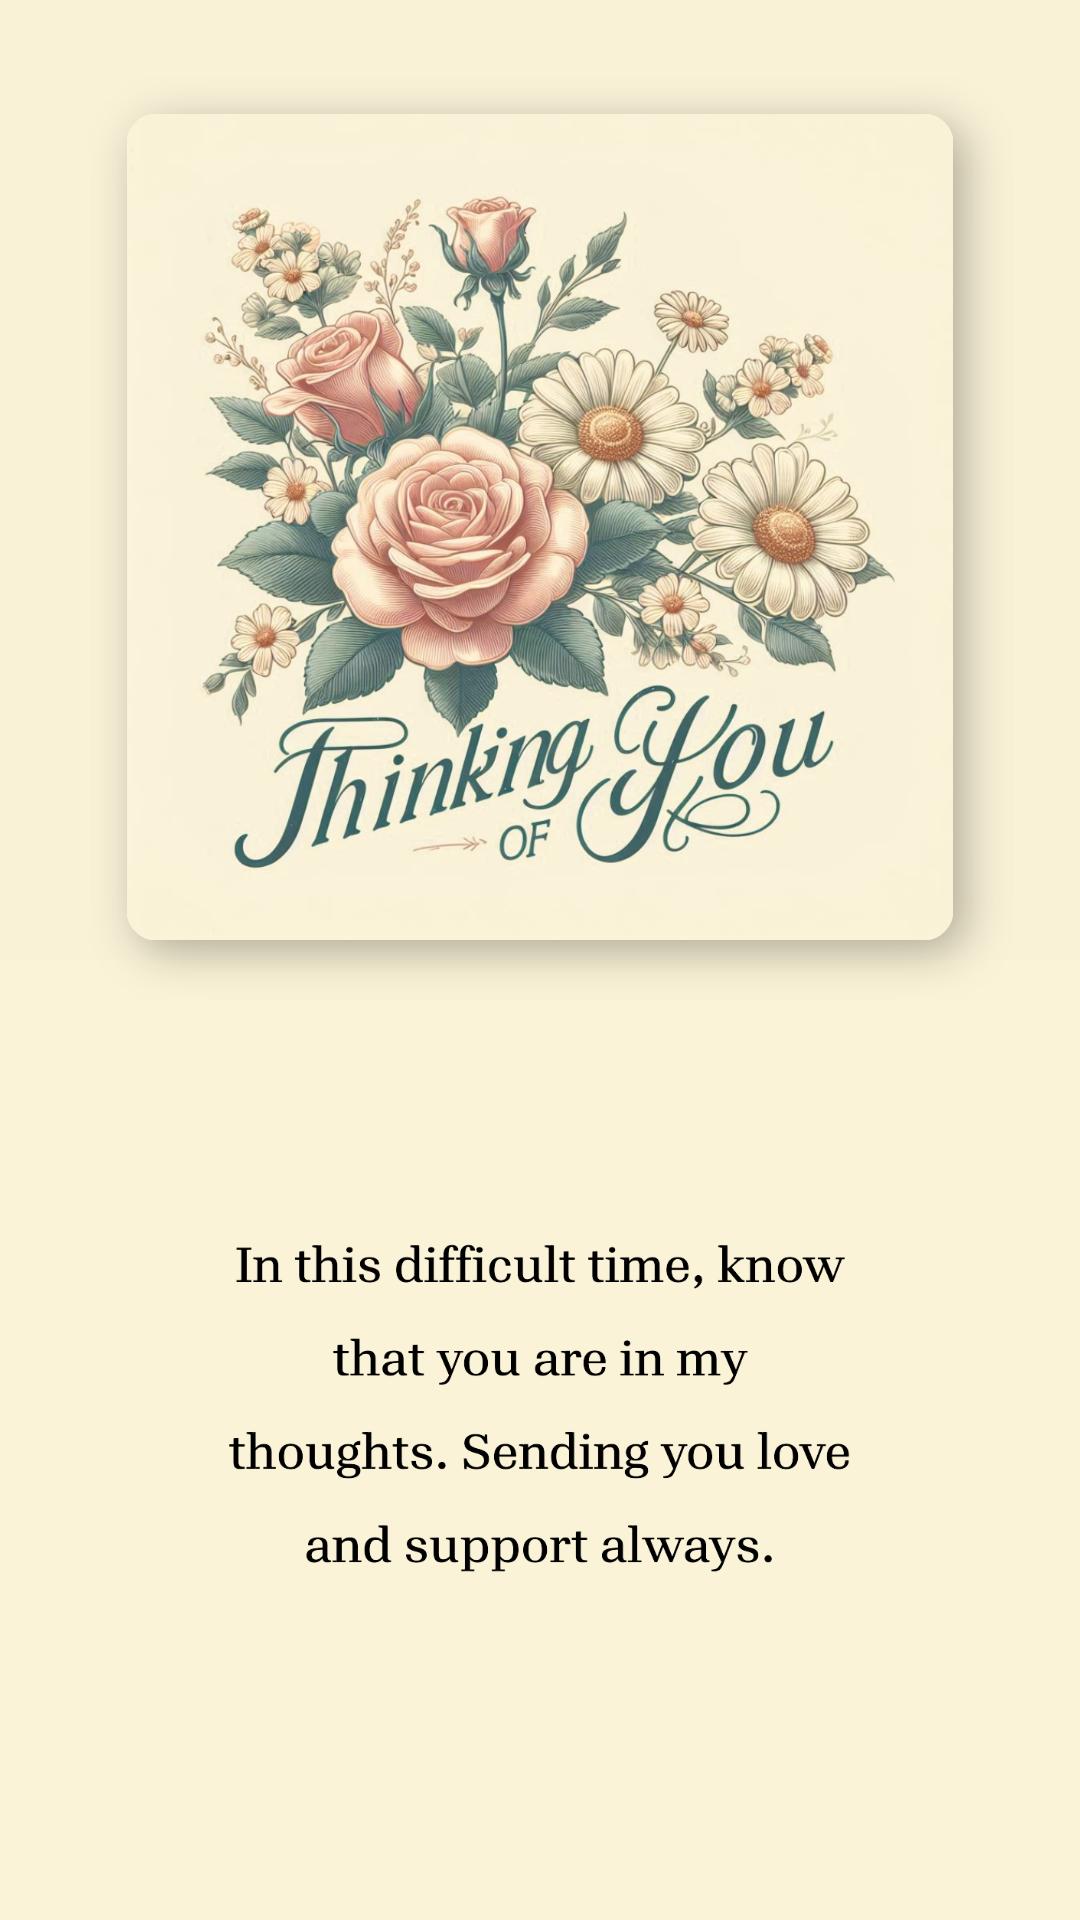 Thinking You
OF
In this difficult time, know
that you are in my
thoughts. Sending you love
and support always.